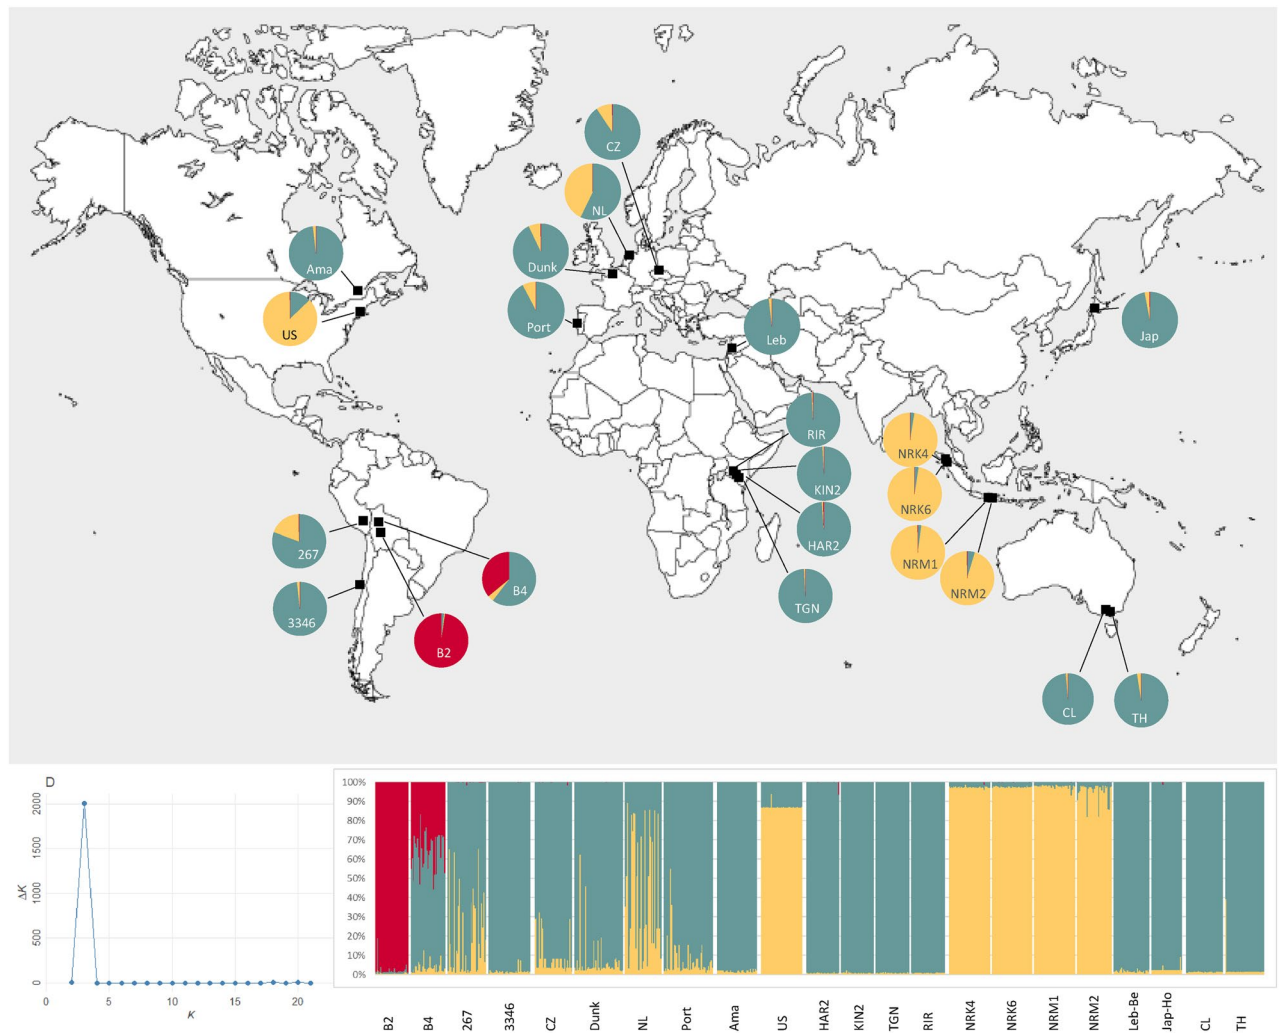 CZ
NL
Ama
Dunk
US
Port
Leb
Jap
RIR
NRK4
KIN2
NRK6
267
HAR2
NRM1
B4
NRM2
3346
TGN
B2
CL
TH
D
ΔK
2000
1500
1000
500
0
0 5 10 15 20
K
100%
90%
80%
70%
60%
50%
40%
30%
20%
10%
0%
B2 B4 267 3346 CZ Dunk NL Port Ama US HAR2 KIN2 TGN RIR NRK4 NRK6 NRM1 NRM2 Leb-Be Jap-Ho CL TH